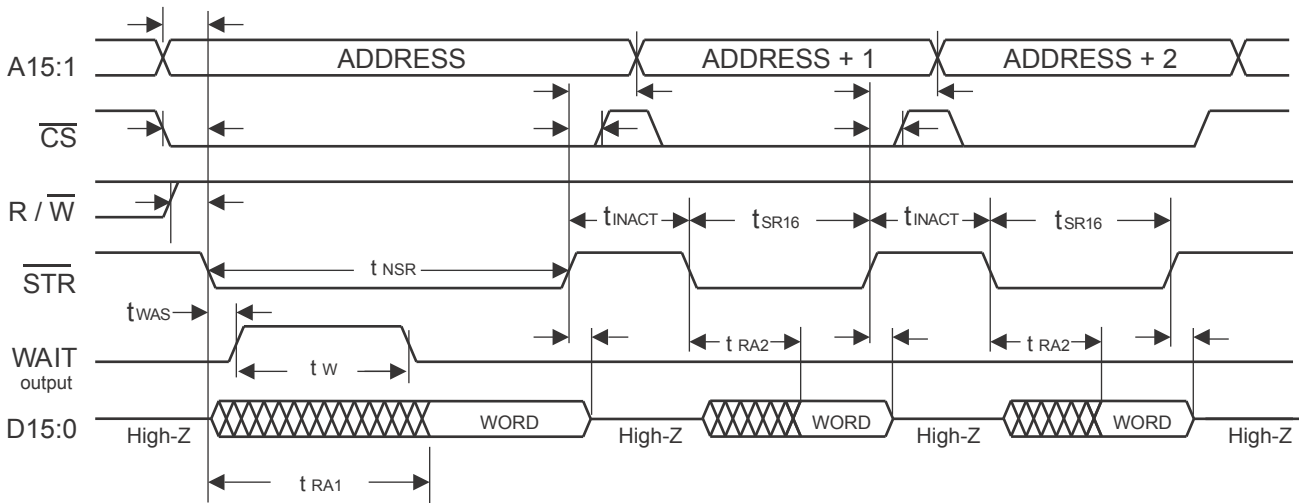 A15:1 ADDRESS ADDRESS + 1 ADDRESS + 2
CS
R / W tINACT tSR16 tINACT tSR16
STR t NSR
tWAS
WAIT t W t RA2 t RA2
output
D15:0 WORD WORD WORD
High-Z High-Z High-Z High-Z
t RA1